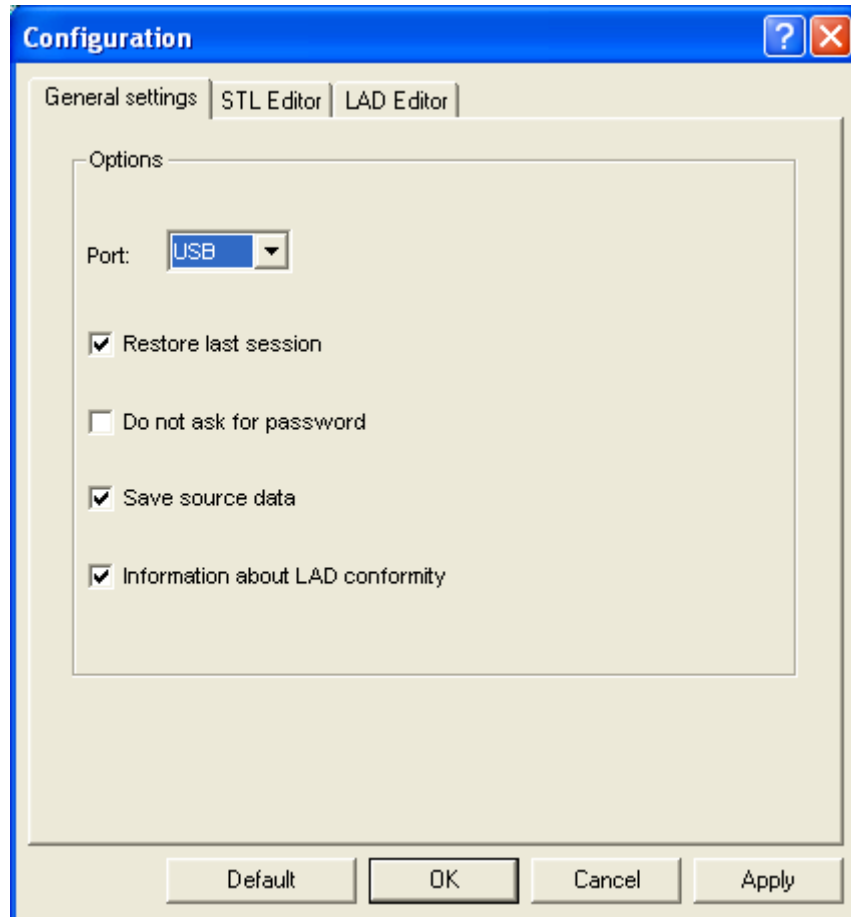 Configuration
General settings STL Editor LAD Editor
Options
Port: USB
Restore last session
Do not ask for password
Save source data
Information about LAD conformity
Default OK Cancel Apply